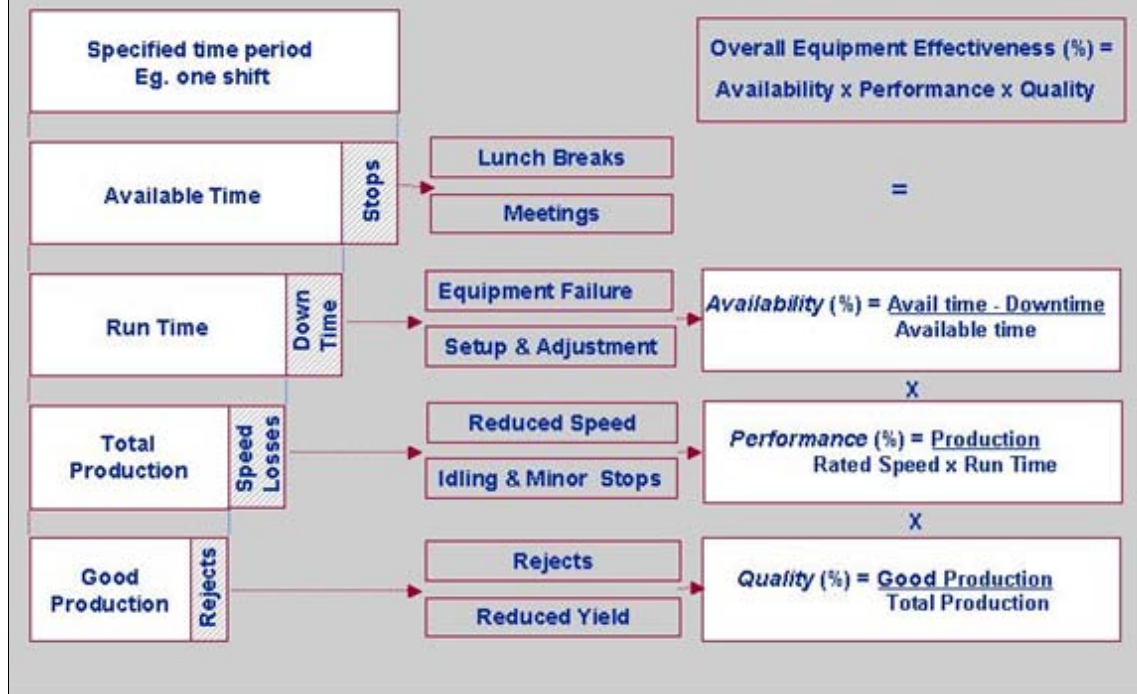 Specified time period
Eg. one shift
Overall Equipment Effectiveness (%) =
Availability x Performance x Quality
Available Time
Stops
Lunch Breaks
Meetings
=
Run Time
Down
Time
Equipment Failure
Setup & Adjustment
Availability (%) = Avail time - Downtime
Available time
X
Total
Production
Speed
Losses
Reduced Speed
Idling & Minor Stops
Performance (%) = Production
Rated Speed x Run Time
X
Good
Production
Rejects
Rejects
Reduced Yield
Quality (%) = Good Production
Total Production